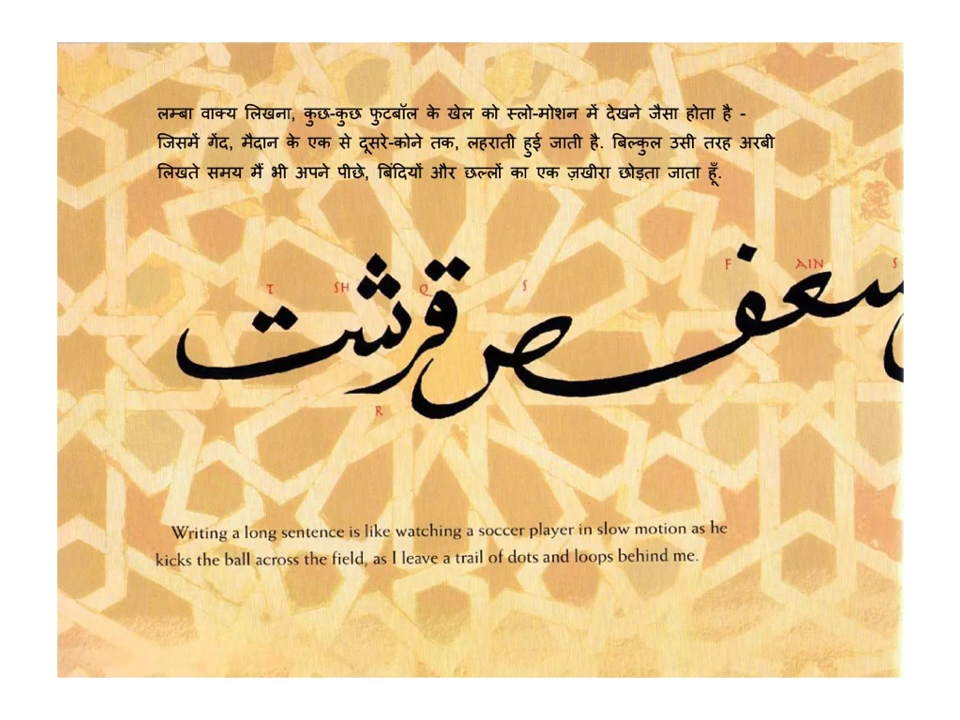 लम्बा वाक्य लिखना, कुछ-कुछ फुटबॉल के खेल को स्लो-मोशन में देखने जैसा होता है -
जिसमें गेंद, मैदान के एक से दूसरे-कोने तक, लहराती हुई जाती है. बिल्कुल उसी तरह अरबी
लिखते समय मैं भी अपने पीछे, बिंदियों और छल्लों का एक ज़खीरा छोड़ता जाता हूँ.
F AIN S
T SH Q S
سعفص قرشت
R
Writing a long sentence is like watching a soccer player in slow motion as he
kicks the ball across the field, as I leave a trail of dots and loops behind me.